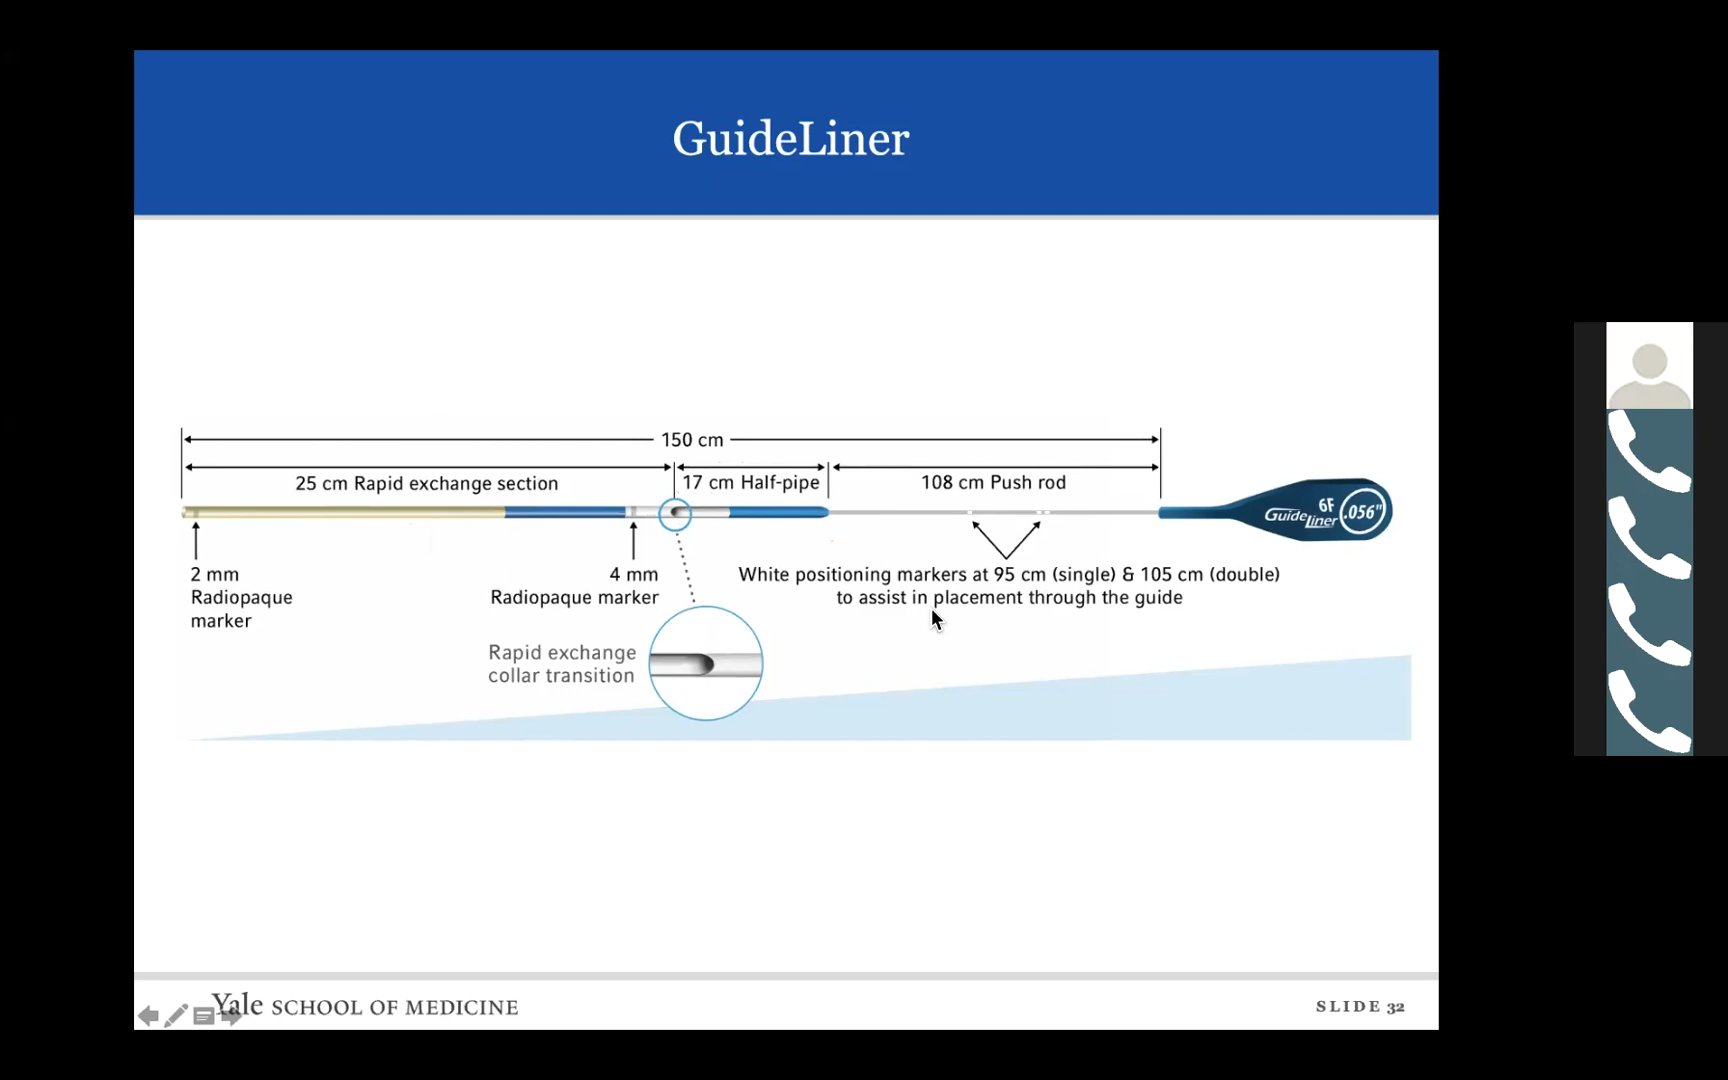 GuideLiner
150 cm
25 cm Rapid exchange section
17 cm Half-pipe
108 cm Push rod
6F
GuideLiner
.056"
2 mm
Radiopaque
marker
4 mm
Radiopaque marker
White positioning markers at 95 cm (single) & 105 cm (double)
to assist in placement through the guide
Rapid exchange
collar transition
Yale SCHOOL OF MEDICINE
SLIDE 32